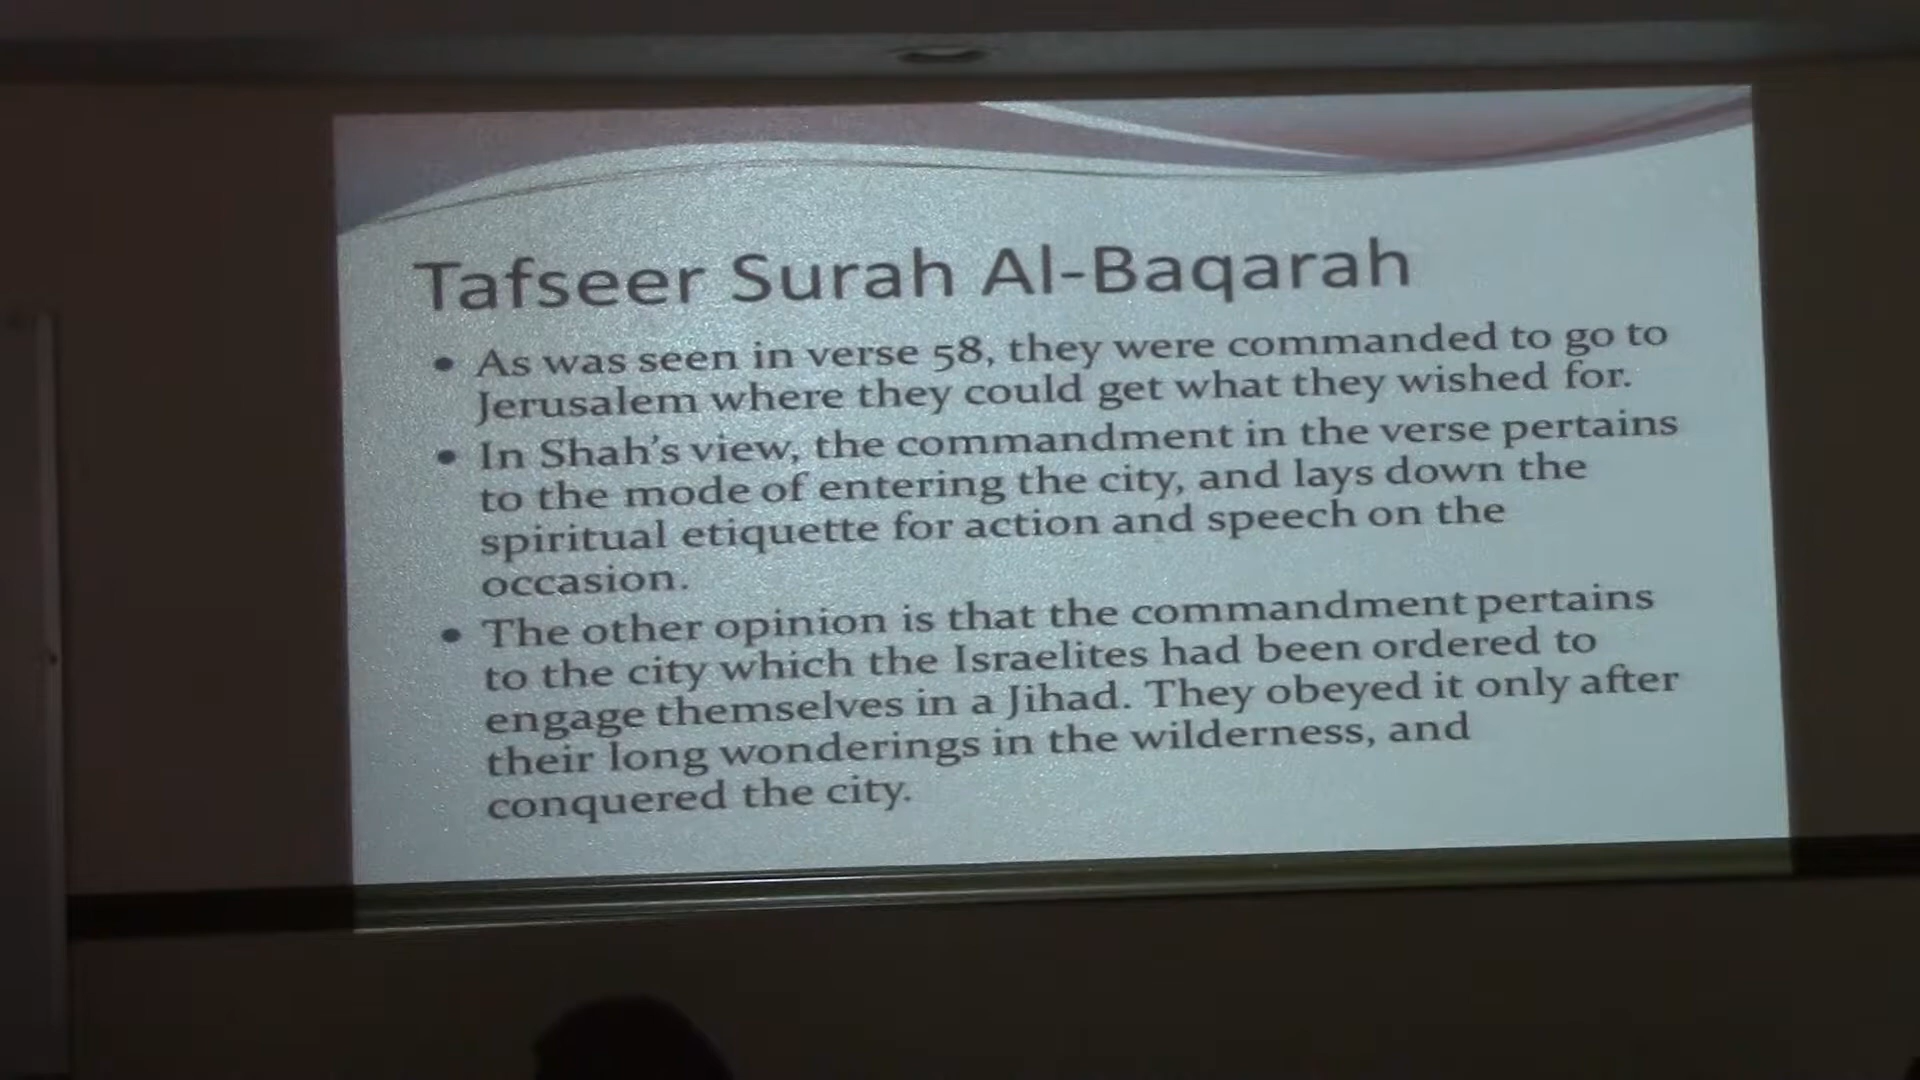 Tafseer Surah Al-Baqarah
• As was seen in verse 58, they were commanded to go to
Jerusalem where they could get what they wished for.
• In Shah's view, the commandment in the verse pertains
to the mode of entering the city, and lays down the
spiritual etiquette for action and speech on the
occasion.
• The other opinion is that the commandment pertains
to the city which the Israelites had been ordered to
engage themselves in a Jihad. They obeyed it only after
their long wonderings in the wilderness, and
conquered the city.